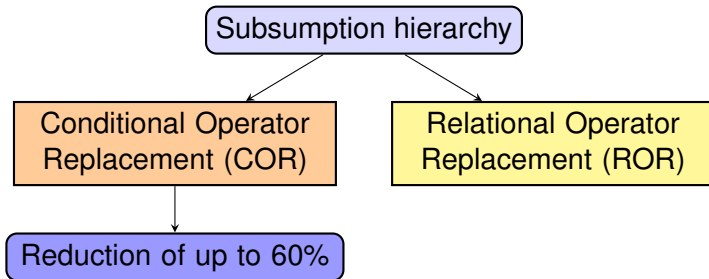 Subsumption hierarchy
Conditional Operator
Replacement (COR)
Relational Operator
Replacement (ROR)
Reduction of up to 60%